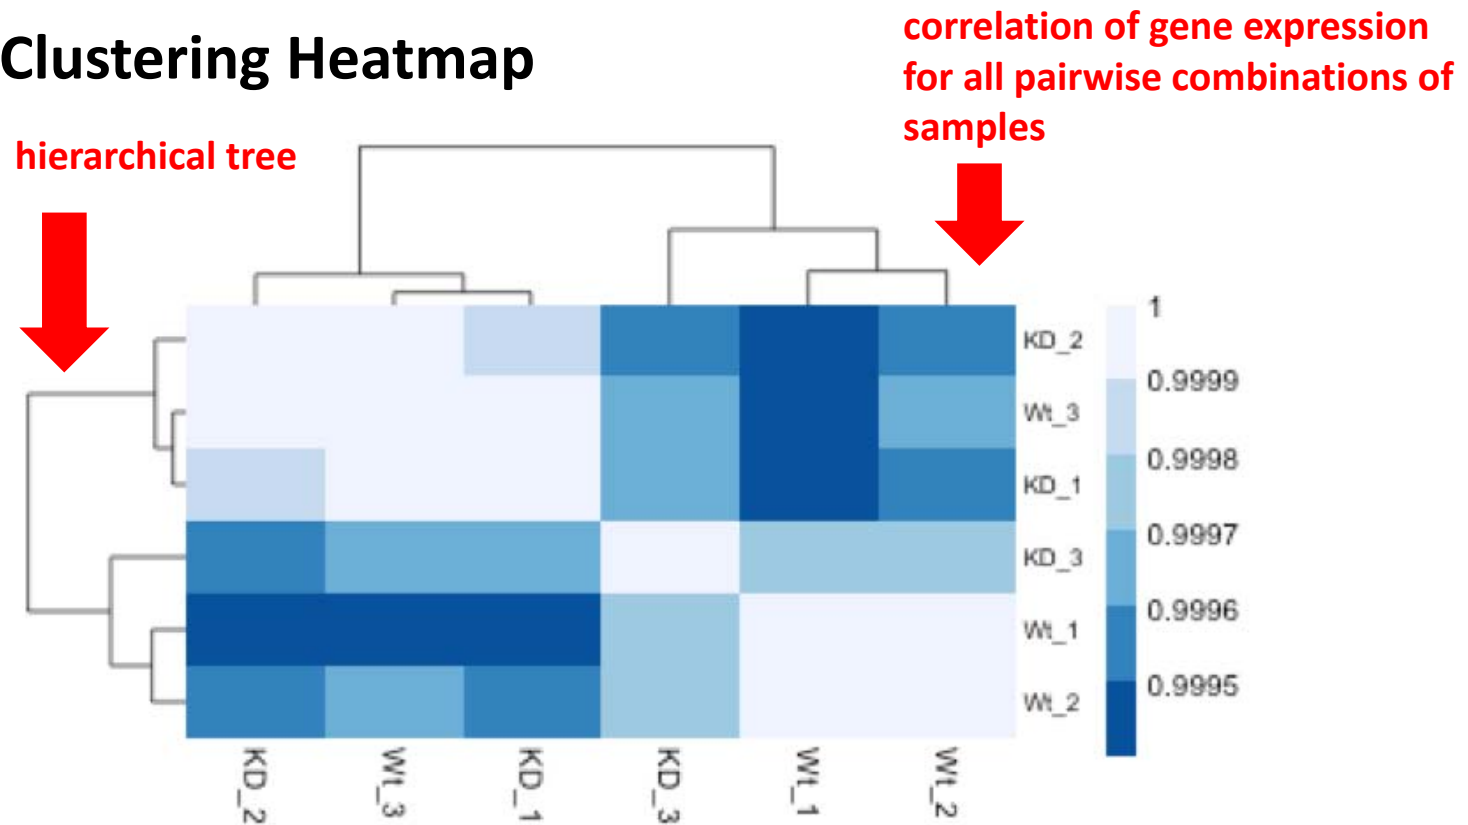 Clustering Heatmap
correlation of gene expression
for all pairwise combinations of
samples
hierarchical tree
KD_2
Wt_3
KD_1
KD_3
Wt_1
Wt_2
1
0.9999
0.9998
0.9997
0.9996
0.9995
KD_2
Wt_3
KD_1
KD_3
Wt_1
Wt_2